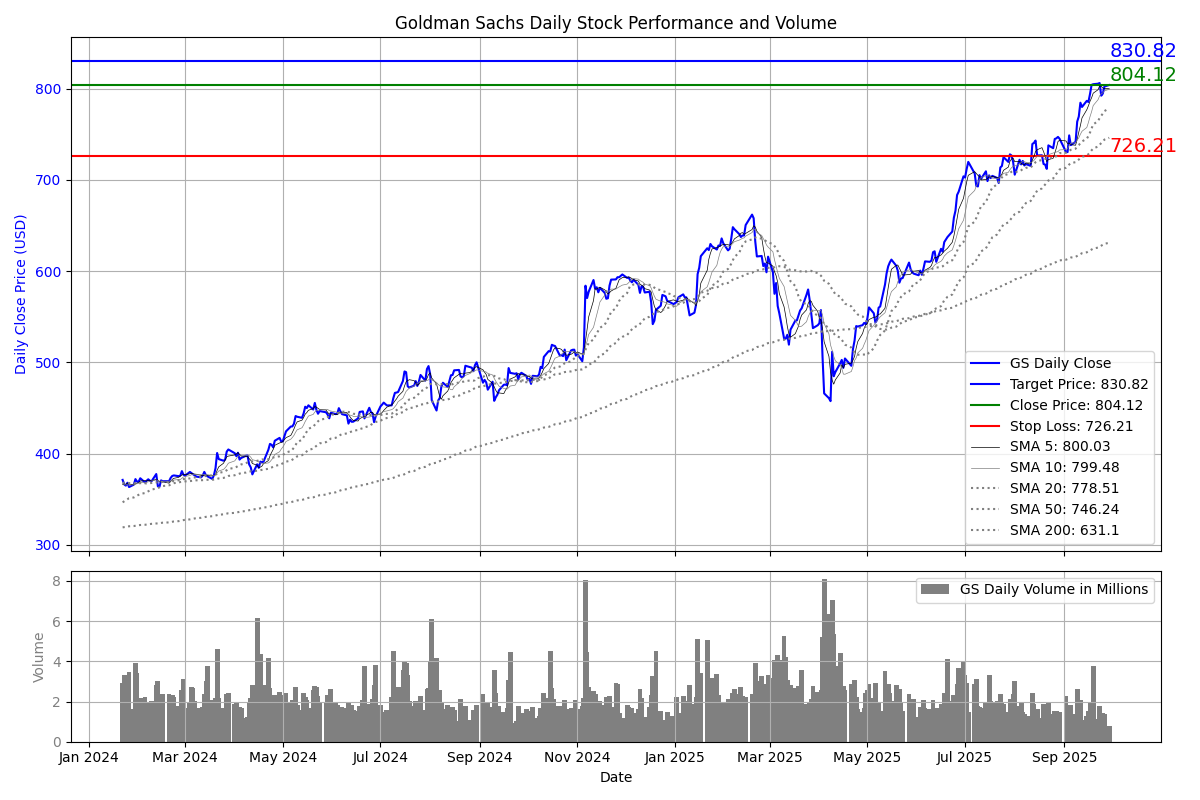 Goldman Sachs Daily Stock Performance and Volume
830.82
804.12
726.21
800
700
600
500
400
300
Daily Close Price (USD)
GS Daily Close
Target Price: 830.82
Close Price: 804.12
Stop Loss: 726.21
SMA 5: 800.03
SMA 10: 799.48
SMA 20: 778.51
SMA 50: 746.24
SMA 200: 631.1
8
6
4
2
0
Volume
GS Daily Volume in Millions
Jan 2024 Mar 2024 May 2024 Jul 2024 Sep 2024 Nov 2024 Jan 2025 Mar 2025 May 2025 Jul 2025 Sep 2025
Date